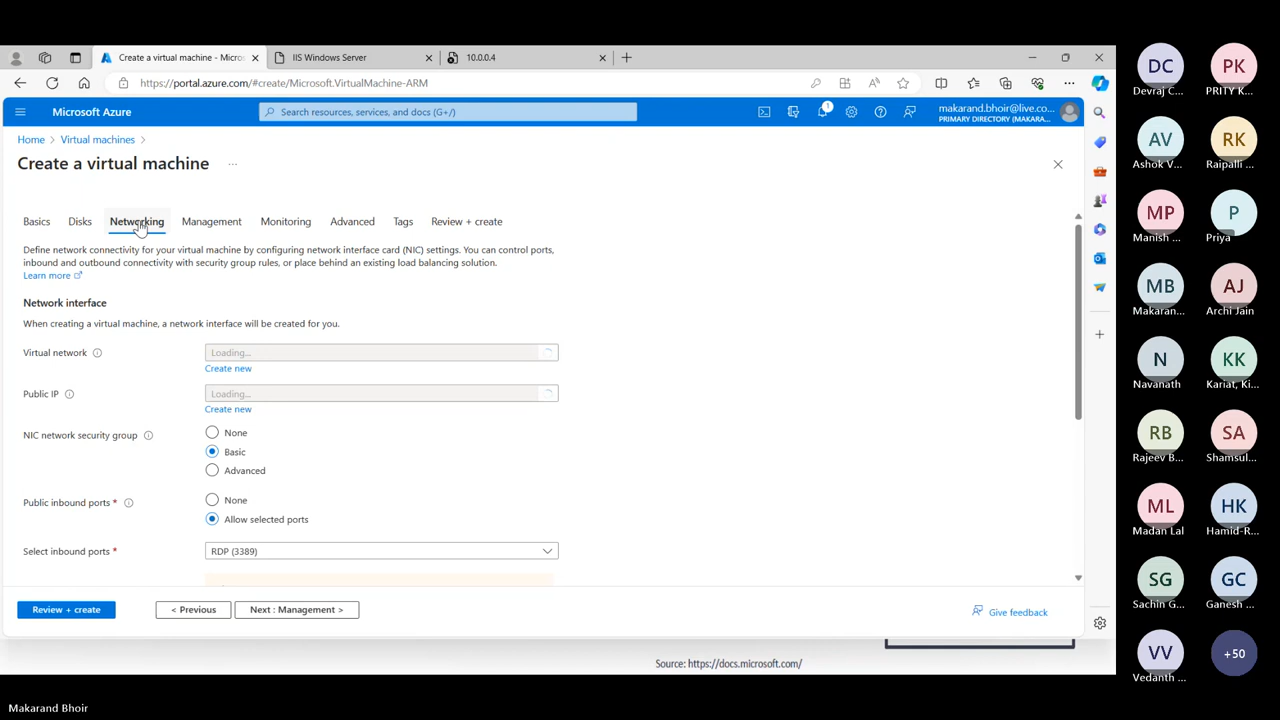 Create a virtual machine - Micros
IIS Windows Server
10.0.0.4
https://portal.azure.com/#create/Microsoft.VirtualMachine-ARM
Microsoft Azure
Search resources, services, and docs (G+/)
1
makarand.bhoir@live.co...
PRIMARY DIRECTORY (MAKARA...
Home > Virtual machines >
Create a virtual machine ...
Basics Disks Networking Management Monitoring Advanced Tags Review + create
Define network connectivity for your virtual machine by configuring network interface card (NIC) settings. You can control ports,
inbound and outbound connectivity with security group rules, or place behind an existing load balancing solution.
Learn more
Network interface
When creating a virtual machine, a network interface will be created for you.
Virtual network
Loading...
Create new
Public IP
Loading...
Create new
NIC network security group
None
Basic
Advanced
Public inbound ports *
None
Allow selected ports
Select inbound ports *
RDP (3389)
Review + create
< Previous
Next : Management >
Give feedback
Source: https://docs.microsoft.com/
DC PK
Devraj C... PRITY K...
AV RK
Ashok V... Raipalli ...
MP P
Manish ... Priya
MB AJ
Makaran... Archi Jain
N KK
Navanath Kariat, Ki...
RB SA
Rajeev B... Shamsul...
ML HK
Madan Lal Hamid-R...
SG GC
Sachin G... Ganesh ...
VV +50
Vedanth ...
Makarand Bhoir